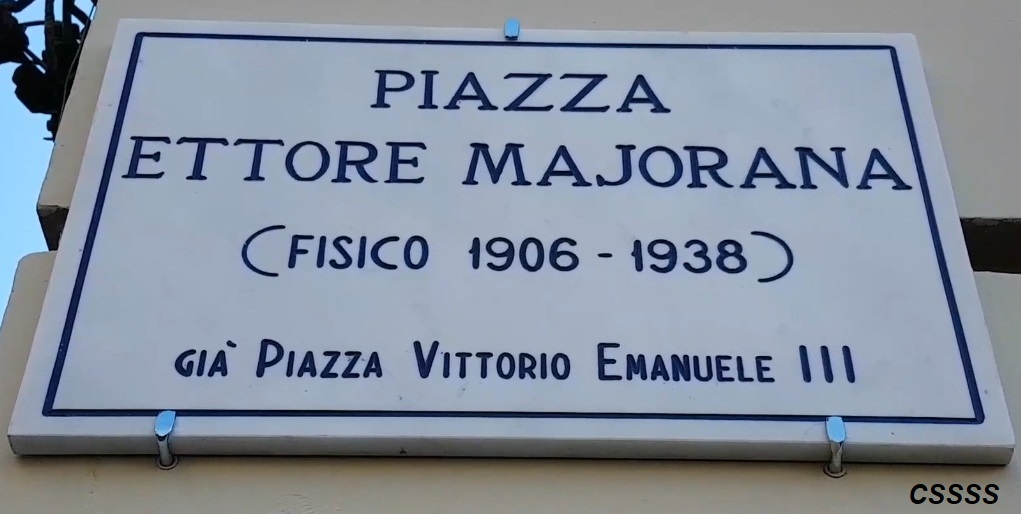 PIAZZA
ETTORE MAJORANA
(FISICO 1906 - 1938)
GIÀ PIAZZA VITTORIO EMANUELE III
CSSSS